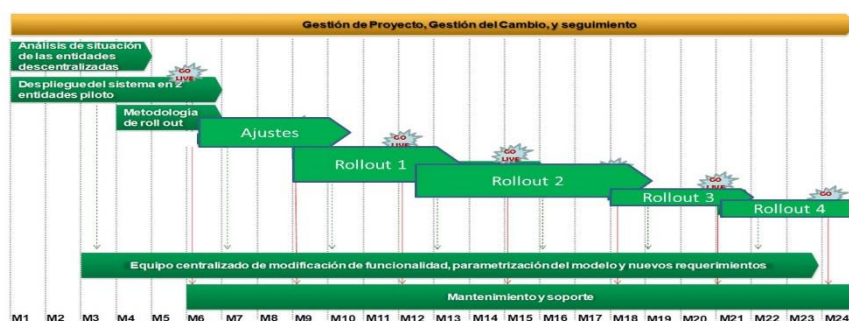 Gestión de Proyecto, Gestión del Cambio, y seguimiento
Análisis de situación
de las entidades
descentralizadas
GO
LIVE
Despliegue del sistema en 2
entidades piloto
Metodología
de roll out
Ajustes
GO
LIVE
Rollout 1
GO
LIVE
Rollout 2
GO
LIVE
Rollout 3
GO
Rollout 4
Equipo centralizado de modificación de funcionalidad, parametrización del modelo y nuevos requerimientos
Mantenimiento y soporte
M1 M2 M3 M4 M5 M6 M7 M8 M9 M10 M11 M12 M13 M14 M15 M16 M17 M18 M19 M20 M21 M22 M23 M24